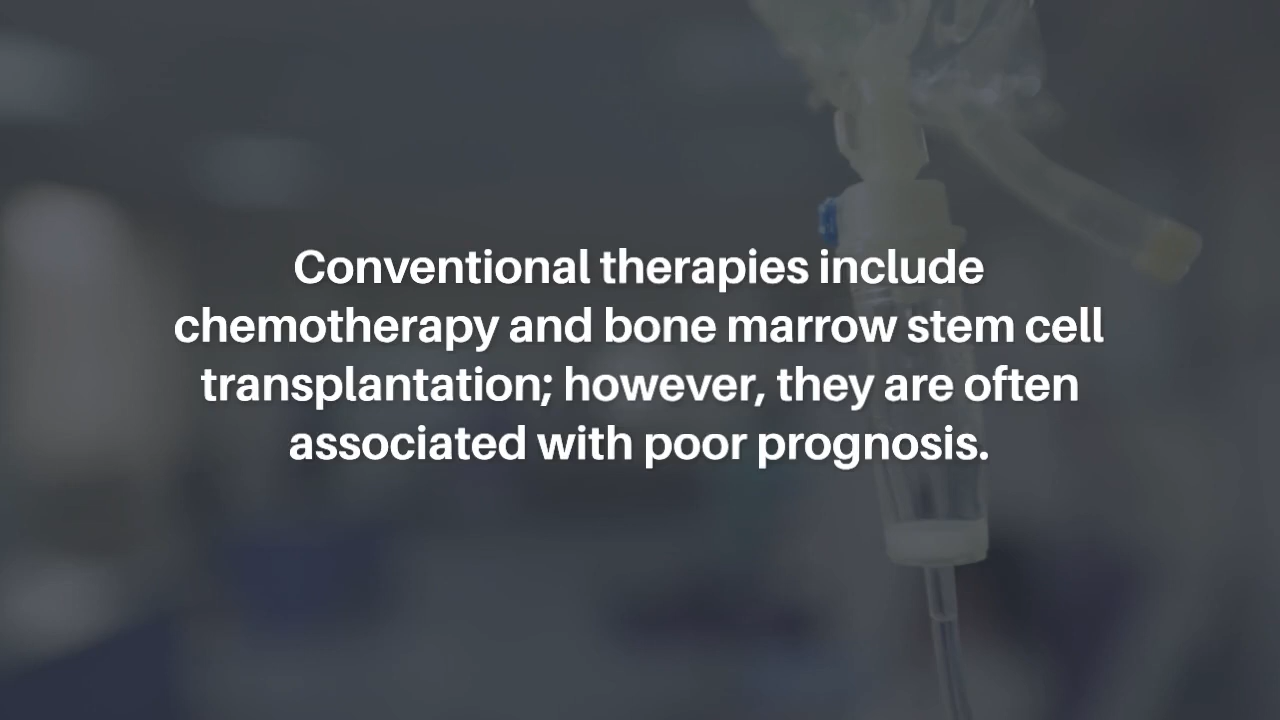 Conventional therapies include
chemotherapy and bone marrow stem cell
transplantation; however, they are often
associated with poor prognosis.